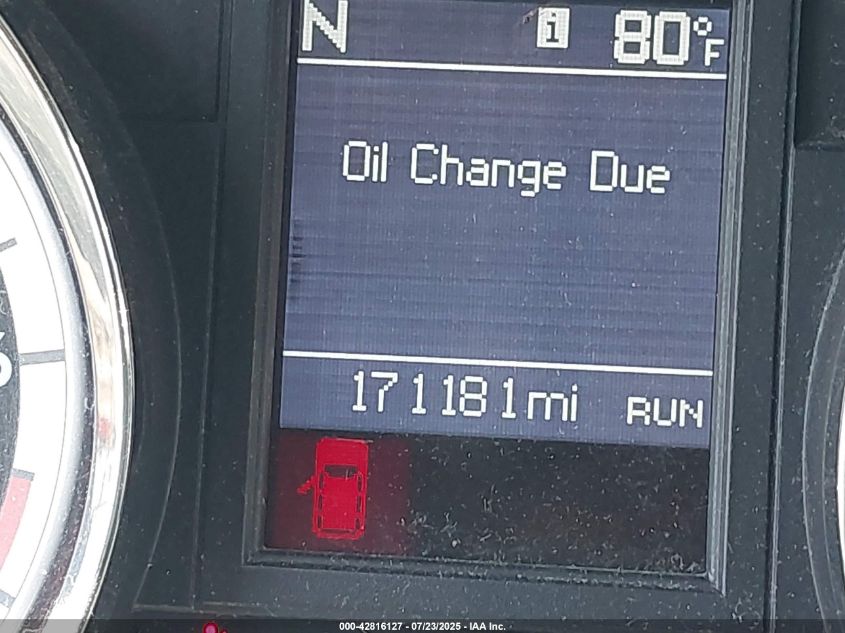 N i 80°F
Oil Change Due
171181mi RUN
000-42816127 - 07/23/2025 - IAA Inc.